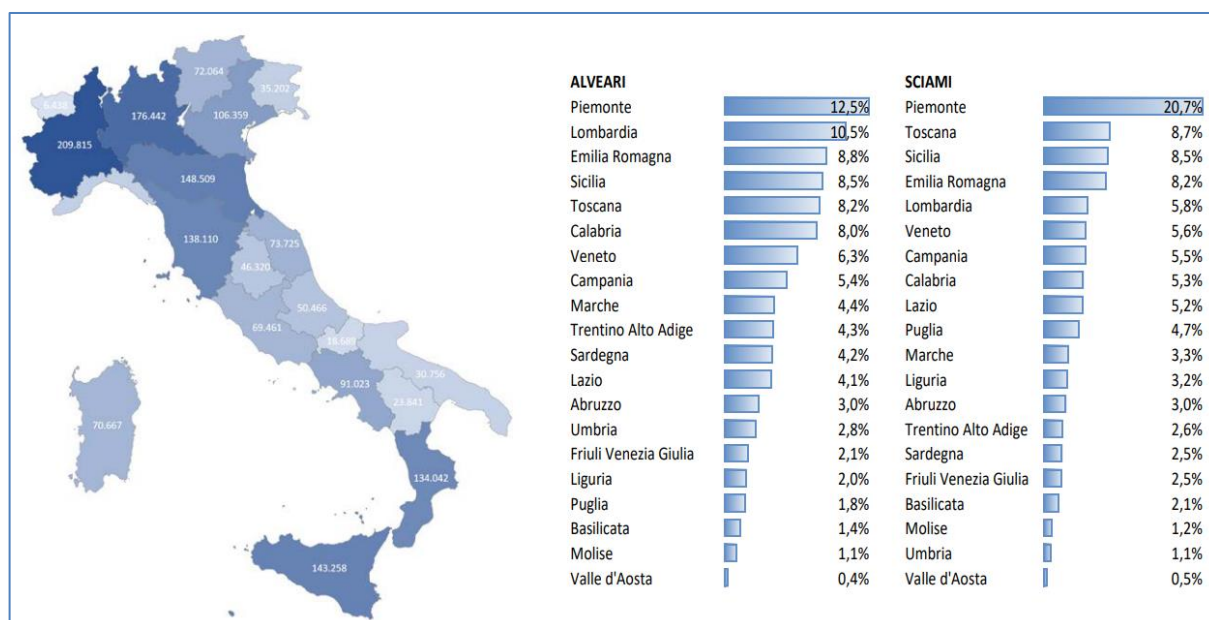 72.064
35.202
6.438
176.442
106.359
209.815
148.509
138.110
73.725
46.320
50.466
69.461
18.689
30.756
91.023
23.841
70.667
134.042
143.258
ALVEARI
Piemonte 12,5%
Lombardia 10,5%
Emilia Romagna 8,8%
Sicilia 8,5%
Toscana 8,2%
Calabria 8,0%
Veneto 6,3%
Campania 5,4%
Marche 4,4%
Trentino Alto Adige 4,3%
Sardegna 4,2%
Lazio 4,1%
Abruzzo 3,0%
Umbria 2,8%
Friuli Venezia Giulia 2,1%
Liguria 2,0%
Puglia 1,8%
Basilicata 1,4%
Molise 1,1%
Valle d'Aosta 0,4%
SCIAMI
Piemonte 20,7%
Toscana 8,7%
Sicilia 8,5%
Emilia Romagna 8,2%
Lombardia 5,8%
Veneto 5,6%
Campania 5,5%
Calabria 5,3%
Lazio 5,2%
Puglia 4,7%
Marche 3,3%
Liguria 3,2%
Abruzzo 3,0%
Trentino Alto Adige 2,6%
Sardegna 2,5%
Friuli Venezia Giulia 2,5%
Basilicata 2,1%
Molise 1,2%
Umbria 1,1%
Valle d'Aosta 0,5%